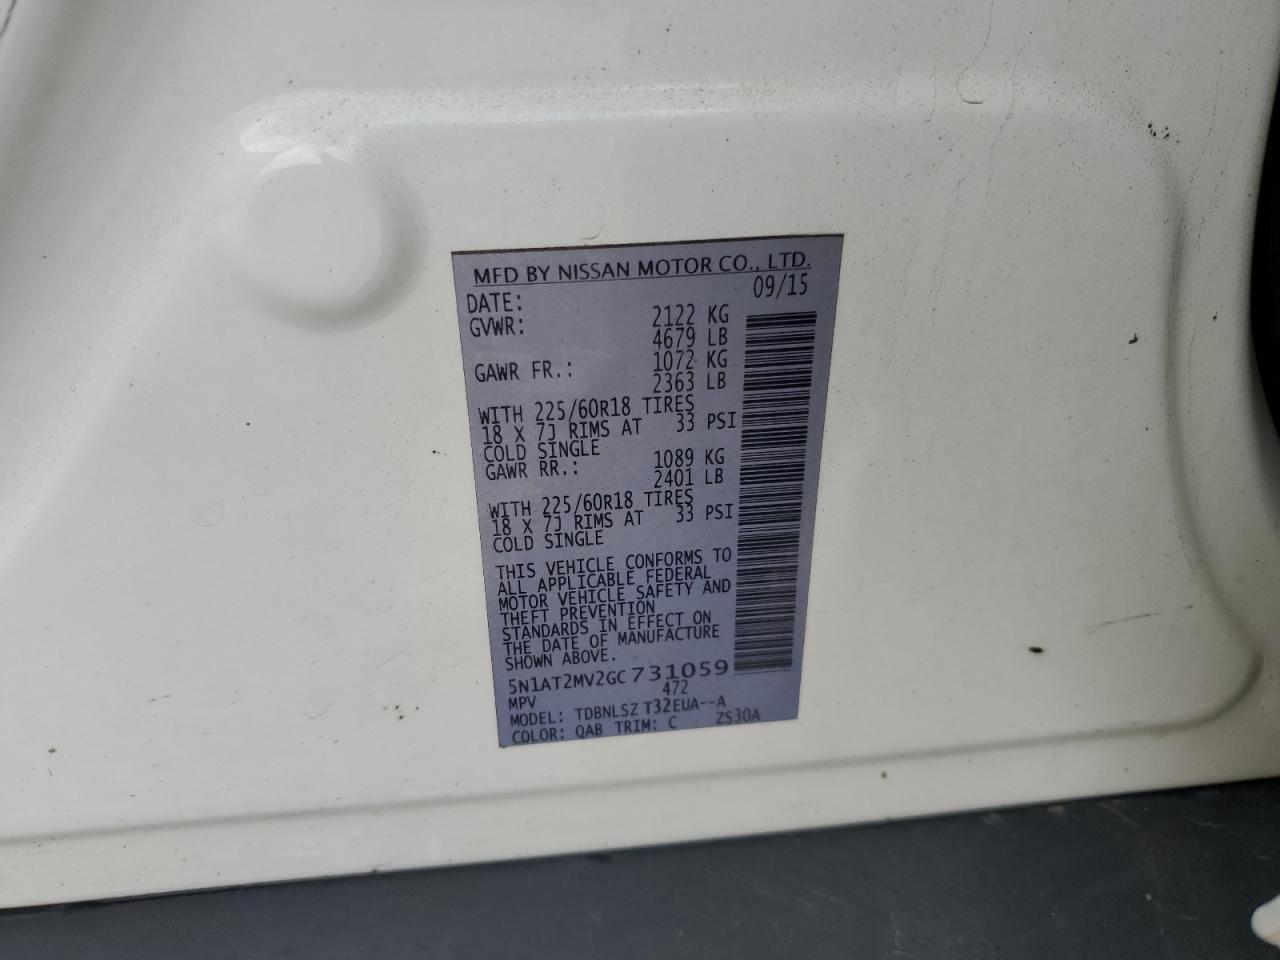 MFD BY NISSAN MOTOR CO., LTD.
DATE: 09/15
GVWR: 2122 KG
4679 LB
GAWR FR.: 1072 KG
2363 LB
WITH 225/60R18 TIRES
18 X 7J RIMS AT 33 PSI
COLD SINGLE
GAWR RR.: 1089 KG
2401 LB
WITH 225/60R18 TIRES
18 X 7J RIMS AT 33 PSI
COLD SINGLE
THIS VEHICLE CONFORMS TO
ALL APPLICABLE FEDERAL
MOTOR VEHICLE SAFETY AND
THEFT PREVENTION
STANDARDS IN EFFECT ON
THE DATE OF MANUFACTURE
SHOWN ABOVE.
5N1AT2MV2GC731059
MPV 472
MODEL: TDBNLSZ T32EUA--A
COLOR: QAB TRIM: C ZS30A